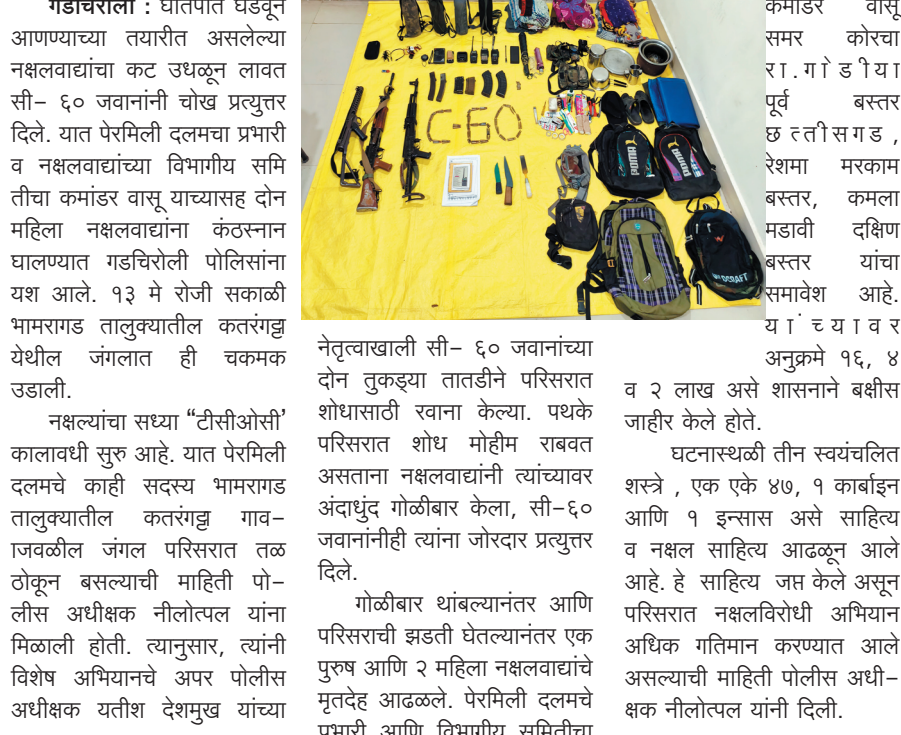 गडचिरोली : घातपात घडवून
आणण्याच्या तयारीत असलेल्या
नक्षलवाद्यांचा कट उधळून लावत
सी– ६० जवानांनी चोख प्रत्युत्तर
दिले. यात पेरमिली दलमचा प्रभारी
व नक्षलवाद्यांच्या विभागीय समि
तीचा कमांडर वासू याच्यासह दोन
महिला नक्षलवाद्यांना कंठस्नान
घालण्यात गडचिरोली पोलिसांना
यश आले. १३ मे रोजी सकाळी
भामरागड तालुक्यातील कतरंगट्टा
येथील जंगलात ही चकमक
उडाली.
नक्षल्यांचा सध्या “टीसीओसी’
कालावधी सुरु आहे. यात पेरमिली
दलमचे काही सदस्य भामरागड
तालुक्यातील कतरंगट्टा गाव–
ाजवळील जंगल परिसरात तळ
ठोकून बसल्याची माहिती पो–
लीस अधीक्षक नीलोत्पल यांना
मिळाली होती. त्यानुसार, त्यांनी
विशेष अभियानचे अपर पोलीस
अधीक्षक यतीश देशमुख यांच्या
C-60
PUMA
PUMA
WILDCRAFT
नेतृत्वाखाली सी– ६० जवानांच्या
दोन तुकड्या तातडीने परिसरात
शोधासाठी रवाना केल्या. पथके
परिसरात शोध मोहीम राबवत
असताना नक्षलवाद्यांनी त्यांच्यावर
अंदाधुंद गोळीबार केला, सी–६०
जवानांनीही त्यांना जोरदार प्रत्युत्तर
दिले.
गोळीबार थांबल्यानंतर आणि
परिसराची झडती घेतल्यानंतर एक
पुरुष आणि २ महिला नक्षलवाद्यांचे
मृतदेह आढळले. पेरमिली दलमचे
प्रभारी आणि विभागीय समितीचा
कमांडर वासू
समर कोरचा
रा.गोडीया
पूर्व बस्तर
छत्तीसगड,
रेशमा मरकाम
बस्तर, कमला
मडावी दक्षिण
बस्तर यांचा
समावेश आहे.
यांच्यावर
अनुक्रमे १६, ४
व २ लाख असे शासनाने बक्षीस
जाहीर केले होते.
घटनास्थळी तीन स्वयंचलित
शस्त्रे , एक एके ४७, १ कार्बाइन
आणि १ इन्सास असे साहित्य
व नक्षल साहित्य आढळून आले
आहे. हे साहित्य जप्त केले असून
परिसरात नक्षलविरोधी अभियान
अधिक गतिमान करण्यात आले
असल्याची माहिती पोलीस अधी–
क्षक नीलोत्पल यांनी दिली.